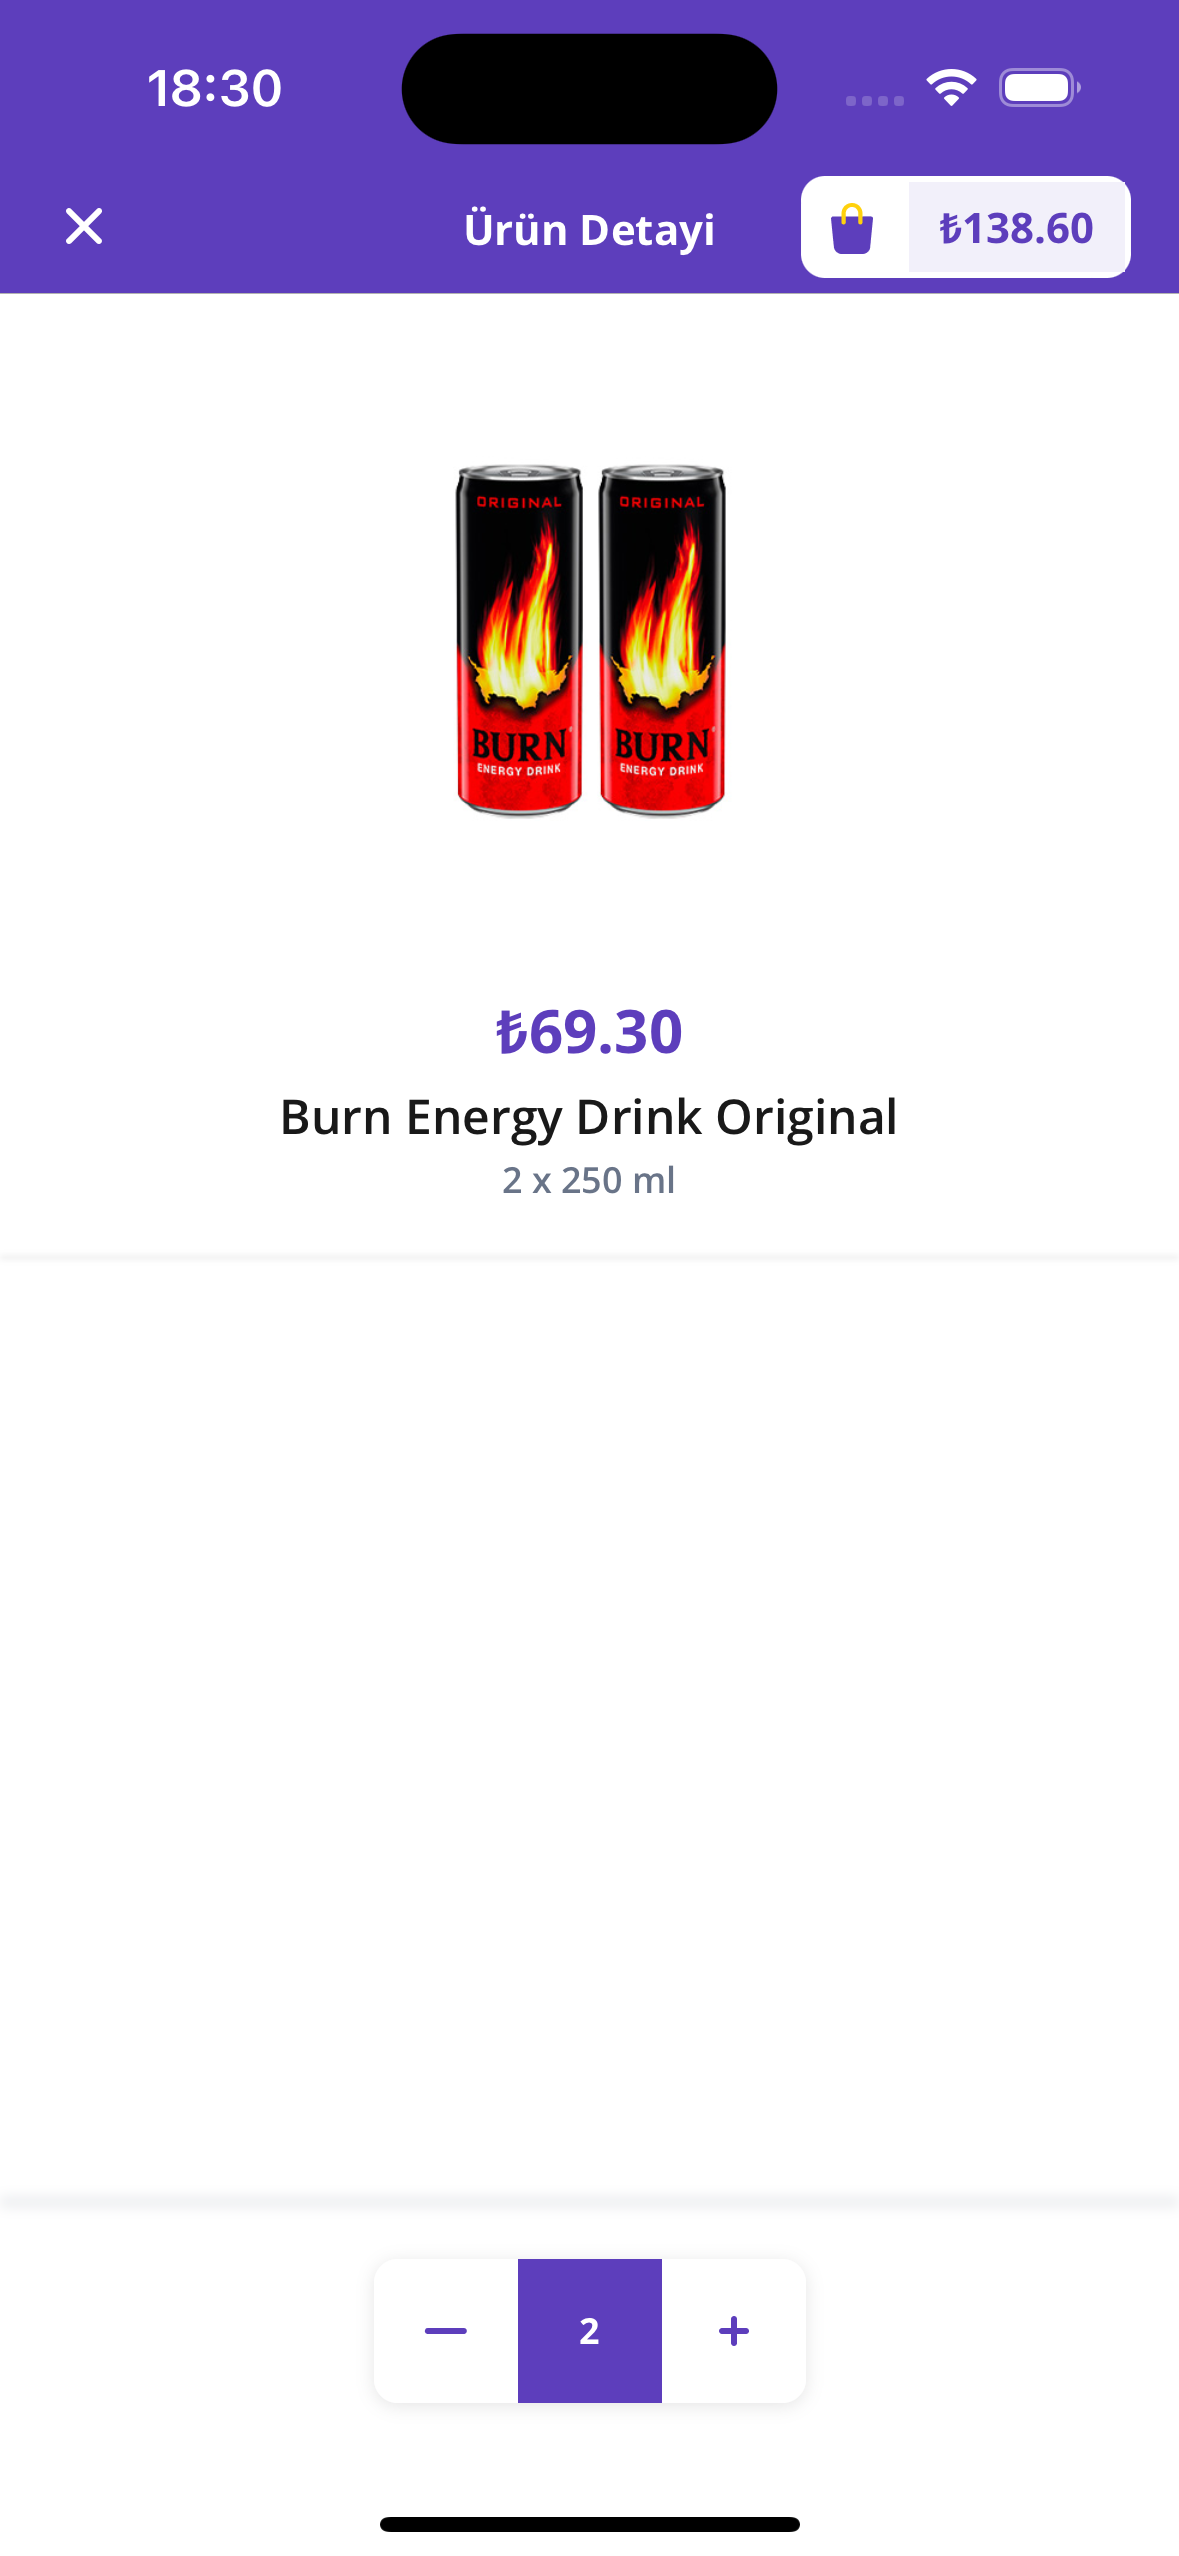 18:30
Ürün Detayi
₺138.60
ORIGINAL ORIGINAL
BURN BURN
ENERGY DRINK ENERGY DRINK
₺69.30
Burn Energy Drink Original
2 x 250 ml
2